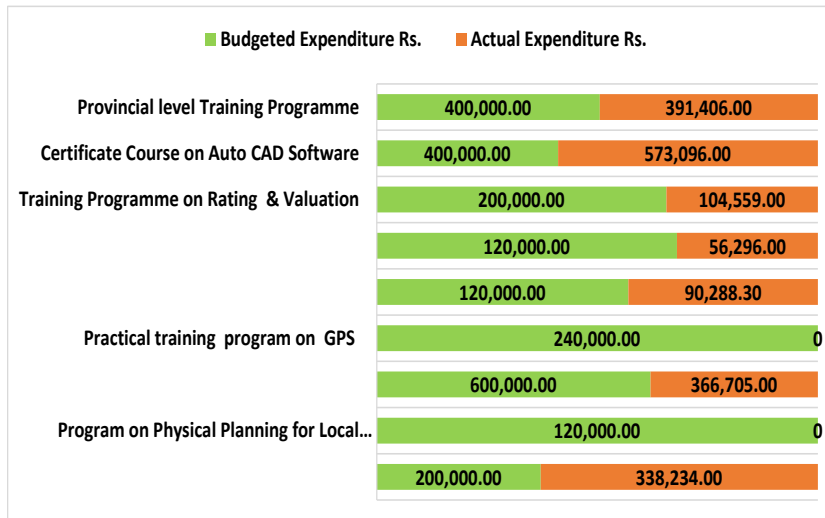 Budgeted Expenditure Rs. Actual Expenditure Rs.
Provincial level Training Programme 400,000.00 391,406.00
Certificate Course on Auto CAD Software 400,000.00 573,096.00
Training Programme on Rating & Valuation 200,000.00 104,559.00
120,000.00 56,296.00
120,000.00 90,288.30
Practical training program on GPS 240,000.00 0
600,000.00 366,705.00
Program on Physical Planning for Local... 120,000.00 0
200,000.00 338,234.00